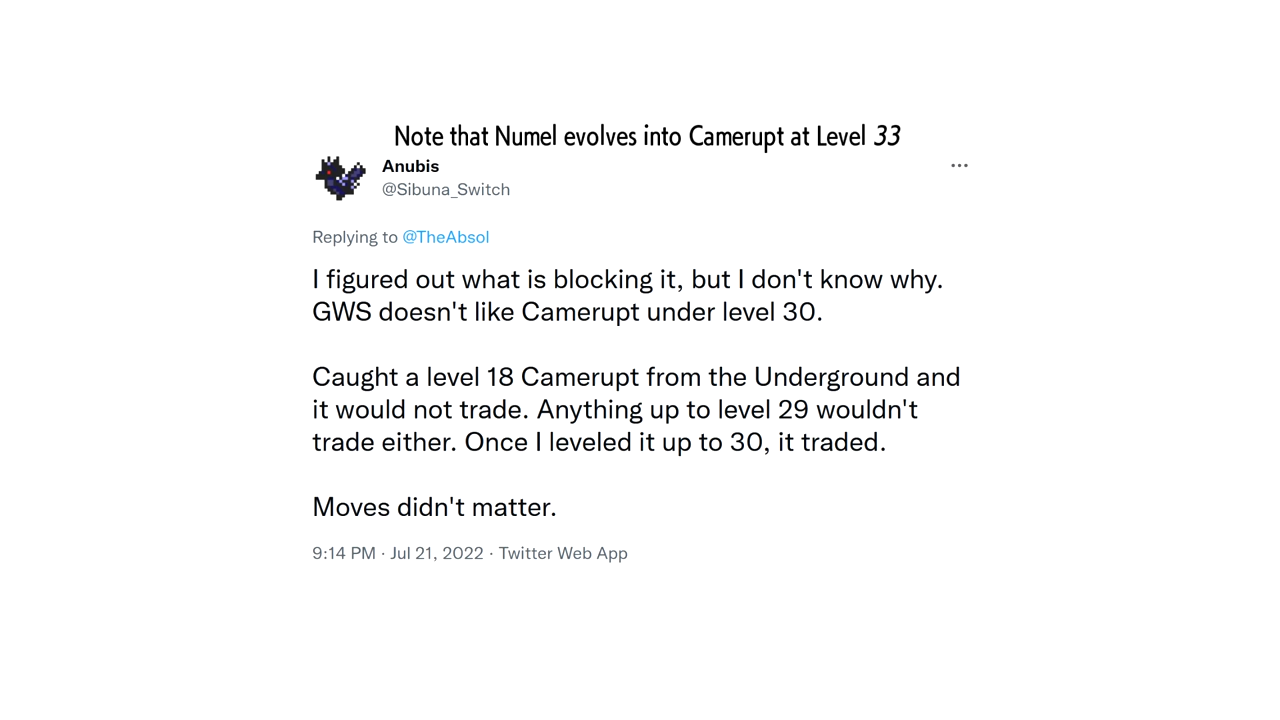 Note that Numel evolves into Camerupt at Level 33
Anubis
@Sibuna_Switch
Replying to @TheAbsol
I figured out what is blocking it, but I don't know why.
GWS doesn't like Camerupt under level 30.
Caught a level 18 Camerupt from the Underground and
it would not trade. Anything up to level 29 wouldn't
trade either. Once I leveled it up to 30, it traded.
Moves didn't matter.
9:14 PM · Jul 21, 2022 · Twitter Web App